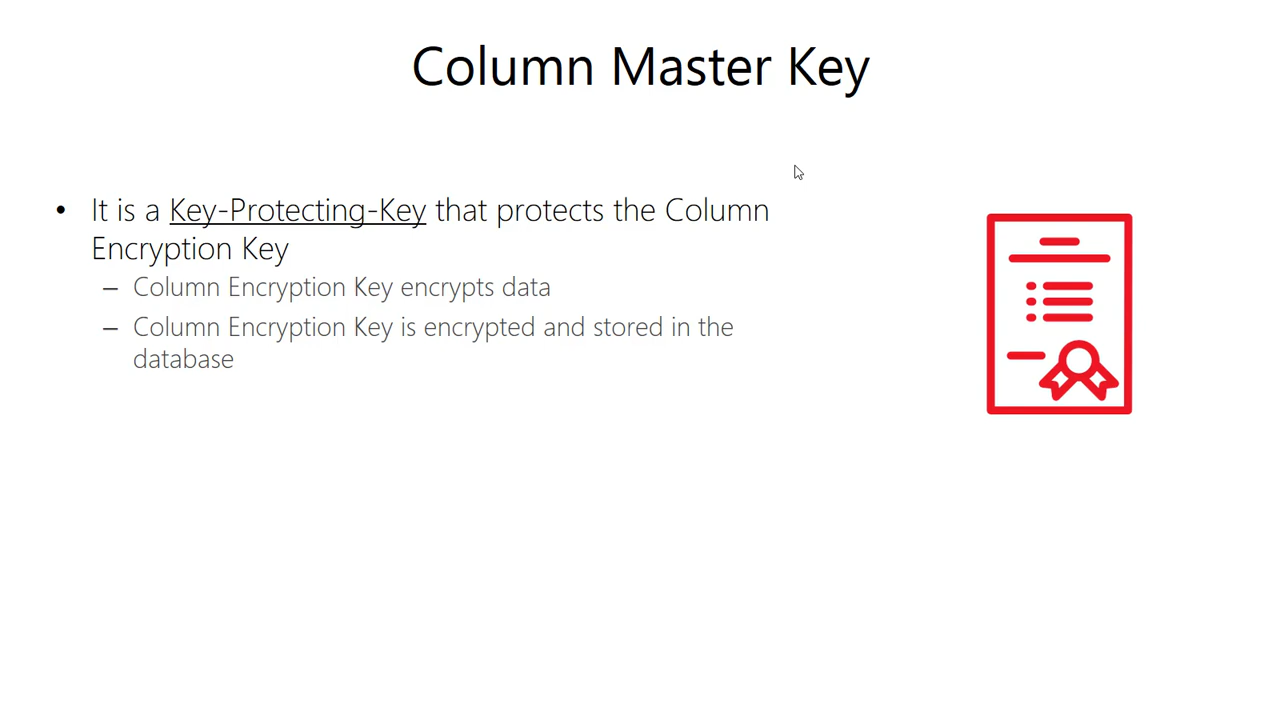 Column Master Key
• It is a Key-Protecting-Key that protects the Column
Encryption Key
– Column Encryption Key encrypts data
– Column Encryption Key is encrypted and stored in the
database